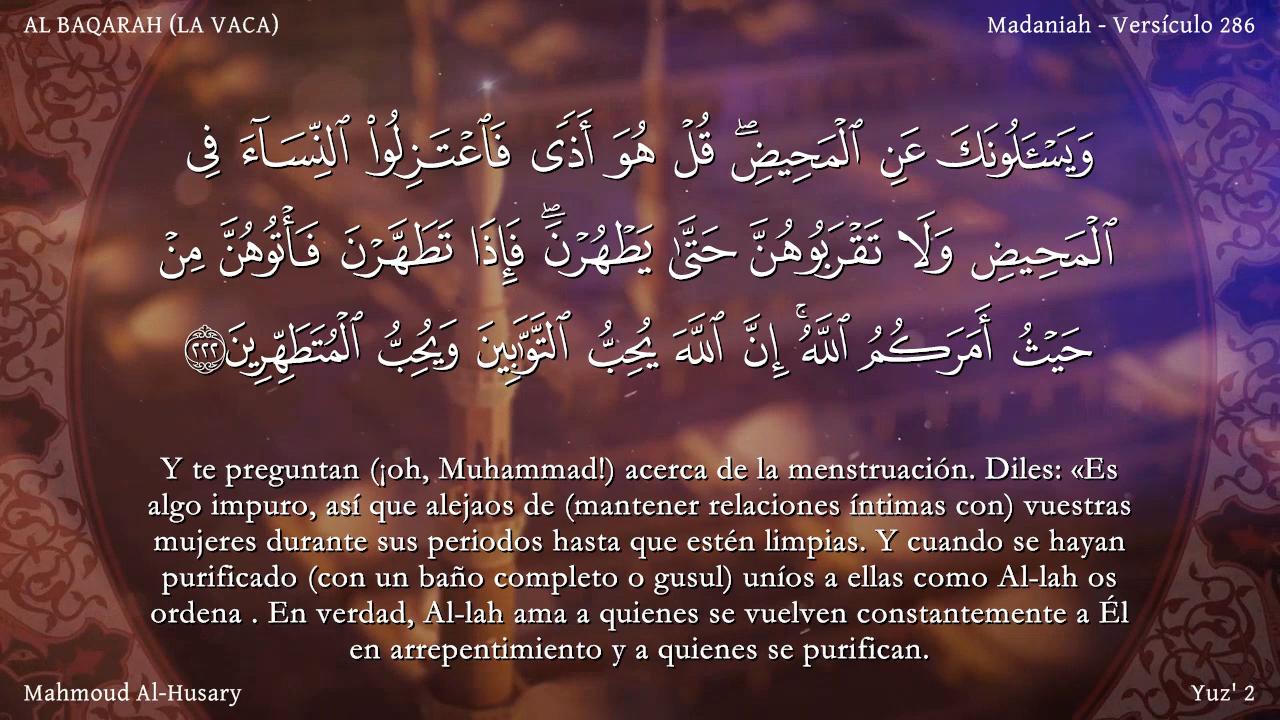 AL BAQARAH (LA VACA)
Madaniah - Versículo 286
وَيَسْـَٔلُونَكَ عَنِ ٱلْمَحِيضِ ۖ قُلْ هُوَ أَذًى فَٱعْتَزِلُوا۟ ٱلنِّسَآءَ فِى
ٱلْمَحِيضِ وَلَا تَقْرَبُوهُنَّ حَتَّىٰ يَطْهُرْنَ ۖ فَإِذَا تَطَهَّرْنَ فَأْتُوهُنَّ مِنْ
حَيْثُ أَمَرَكُمُ ٱللَّهُ ۚ إِنَّ ٱللَّهَ يُحِبُّ ٱلتَّوَّٰبِينَ وَيُحِبُّ ٱلْمُتَطَهِّرِينَ ٢٢٢
Y te preguntan (¡oh, Muhammad!) acerca de la menstruación. Diles: «Es
algo impuro, así que alejaos de (mantener relaciones íntimas con) vuestras
mujeres durante sus periodos hasta que estén limpias. Y cuando se hayan
purificado (con un baño completo o gusul) uníos a ellas como Al-lah os
ordena . En verdad, Al-lah ama a quienes se vuelven constantemente a Él
en arrepentimiento y a quienes se purifican.
Mahmoud Al-Husary
Yuz' 2